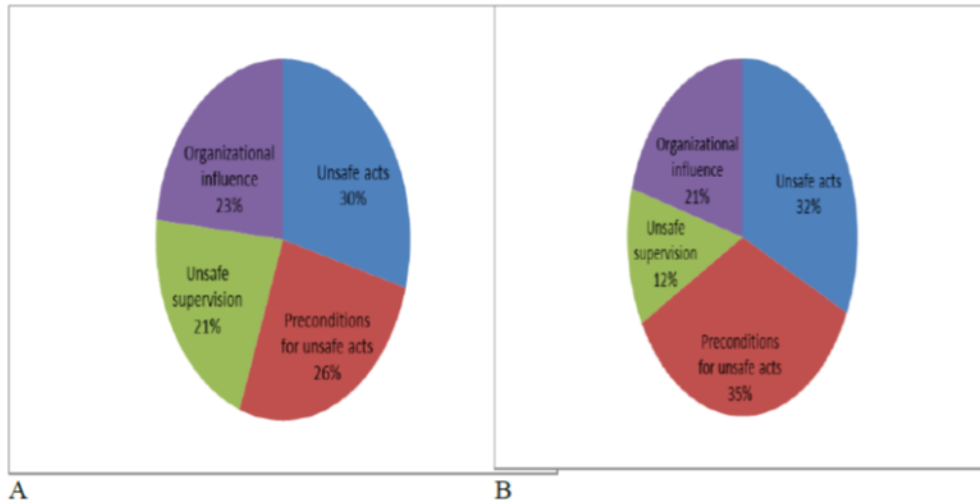 Organizational
influence
23%
Unsafe acts
30%
Unsafe
supervision
21%
Preconditions
for unsafe acts
26%
A
Organizational
influence
21%
Unsafe acts
32%
Unsafe
supervision
12%
Preconditions
for unsafe acts
35%
B